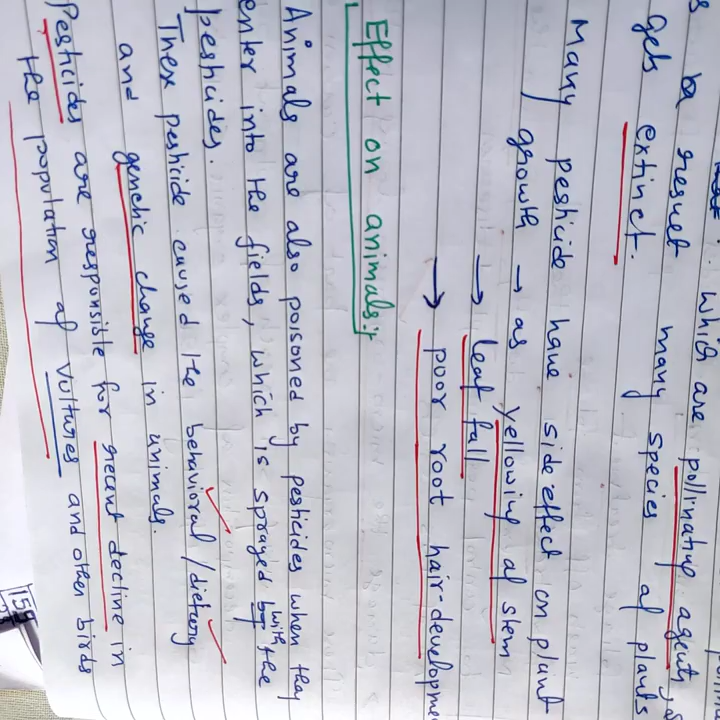 which are pollinating agents
as a result many species of plants
gets extinct.
Many pesticide have side effect on plant
growth → as yellowing of stem
→ leaf fall
→ poor root hair-developme
Effect on animals:
Animals are also poisoned by pesticides when they
enter into the fields, which is sprayed by with the
pesticides.
These pesticide caused the behavioral / dietary
and genetic change in animals.
Pesticides are responsible for recent decline in
the population of vultures and other birds
159